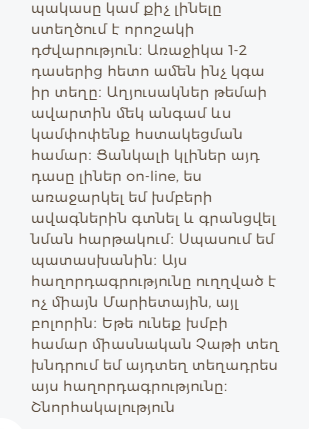 պակասը կամ քիչ լինելը
ստեղծում է որոշակի
դժվարություն: Առաջիկա 1-2
դասերից հետո ամեն ինչ կգա
իր տեղը: Աղյուսակներ թեմաի
ավարտին մեկ անգամ ևս
կամփոփենք հստակեցման
համար: Ցանկալի կլիներ այդ
դասը լիներ on-line, ես
առաջարկել եմ խմբերի
ավագներին գտնել և գրանցվել
նման հարթակում: Սպասում եմ
պատասխանին: Այս
հաղորդագրությունը ուղղված է
ոչ միայն Մարիետային, այլ
բոլորին: Եթե ունեք խմբի
համար միասնական Չաթի տեղ
խնդրում եմ այդտեղ տեղադրես
այս հաղորդագրությունը:
Շնորհակալություն